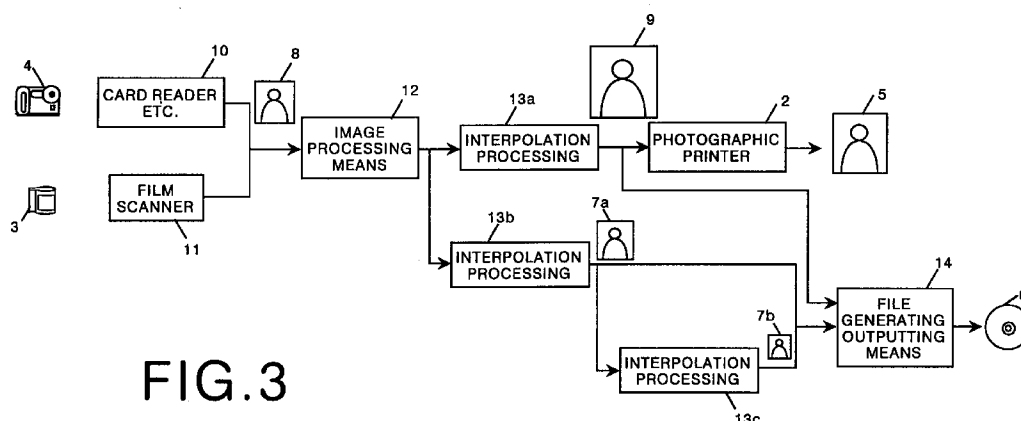 4
10
CARD READER
ETC.
8
12
IMAGE
PROCESSING
MEANS
13a
INTERPOLATION
PROCESSING
9
2
PHOTOGRAPHIC
PRINTER
5
3
FILM
SCANNER
11
13b
INTERPOLATION
PROCESSING
7a
7b
INTERPOLATION
PROCESSING
13c
14
FILE
GENERATING
OUTPUTTING
MEANS
FIG.3